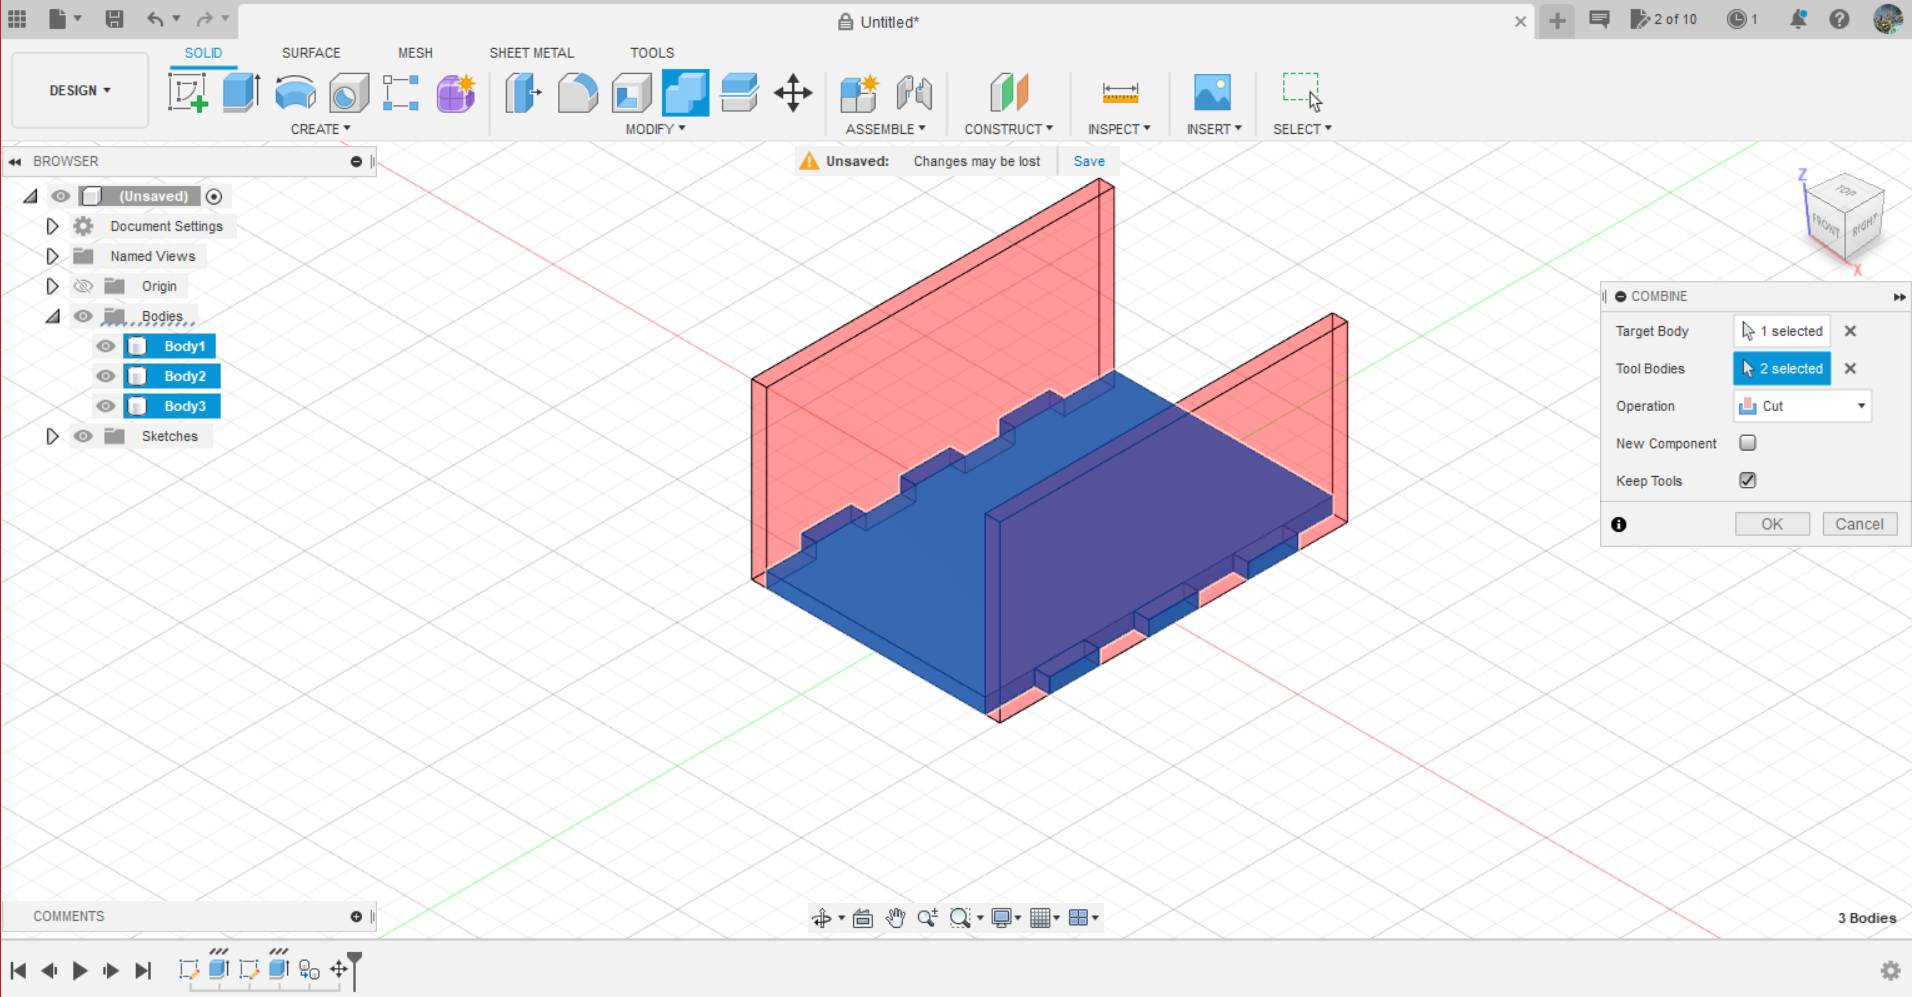 Untitled*
2 of 10
1
DESIGN
SOLID
SURFACE
MESH
SHEET METAL
TOOLS
CREATE
MODIFY
ASSEMBLE
CONSTRUCT
INSPECT
INSERT
SELECT
BROWSER
Unsaved: Changes may be lost Save
(Unsaved)
Document Settings
Named Views
Origin
Bodies
Body1
Body2
Body3
Sketches
Z
TOP
FRONT
RIGHT
X
COMBINE
Target Body 1 selected
Tool Bodies 2 selected
Operation Cut
New Component
Keep Tools
OK Cancel
COMMENTS
3 Bodies